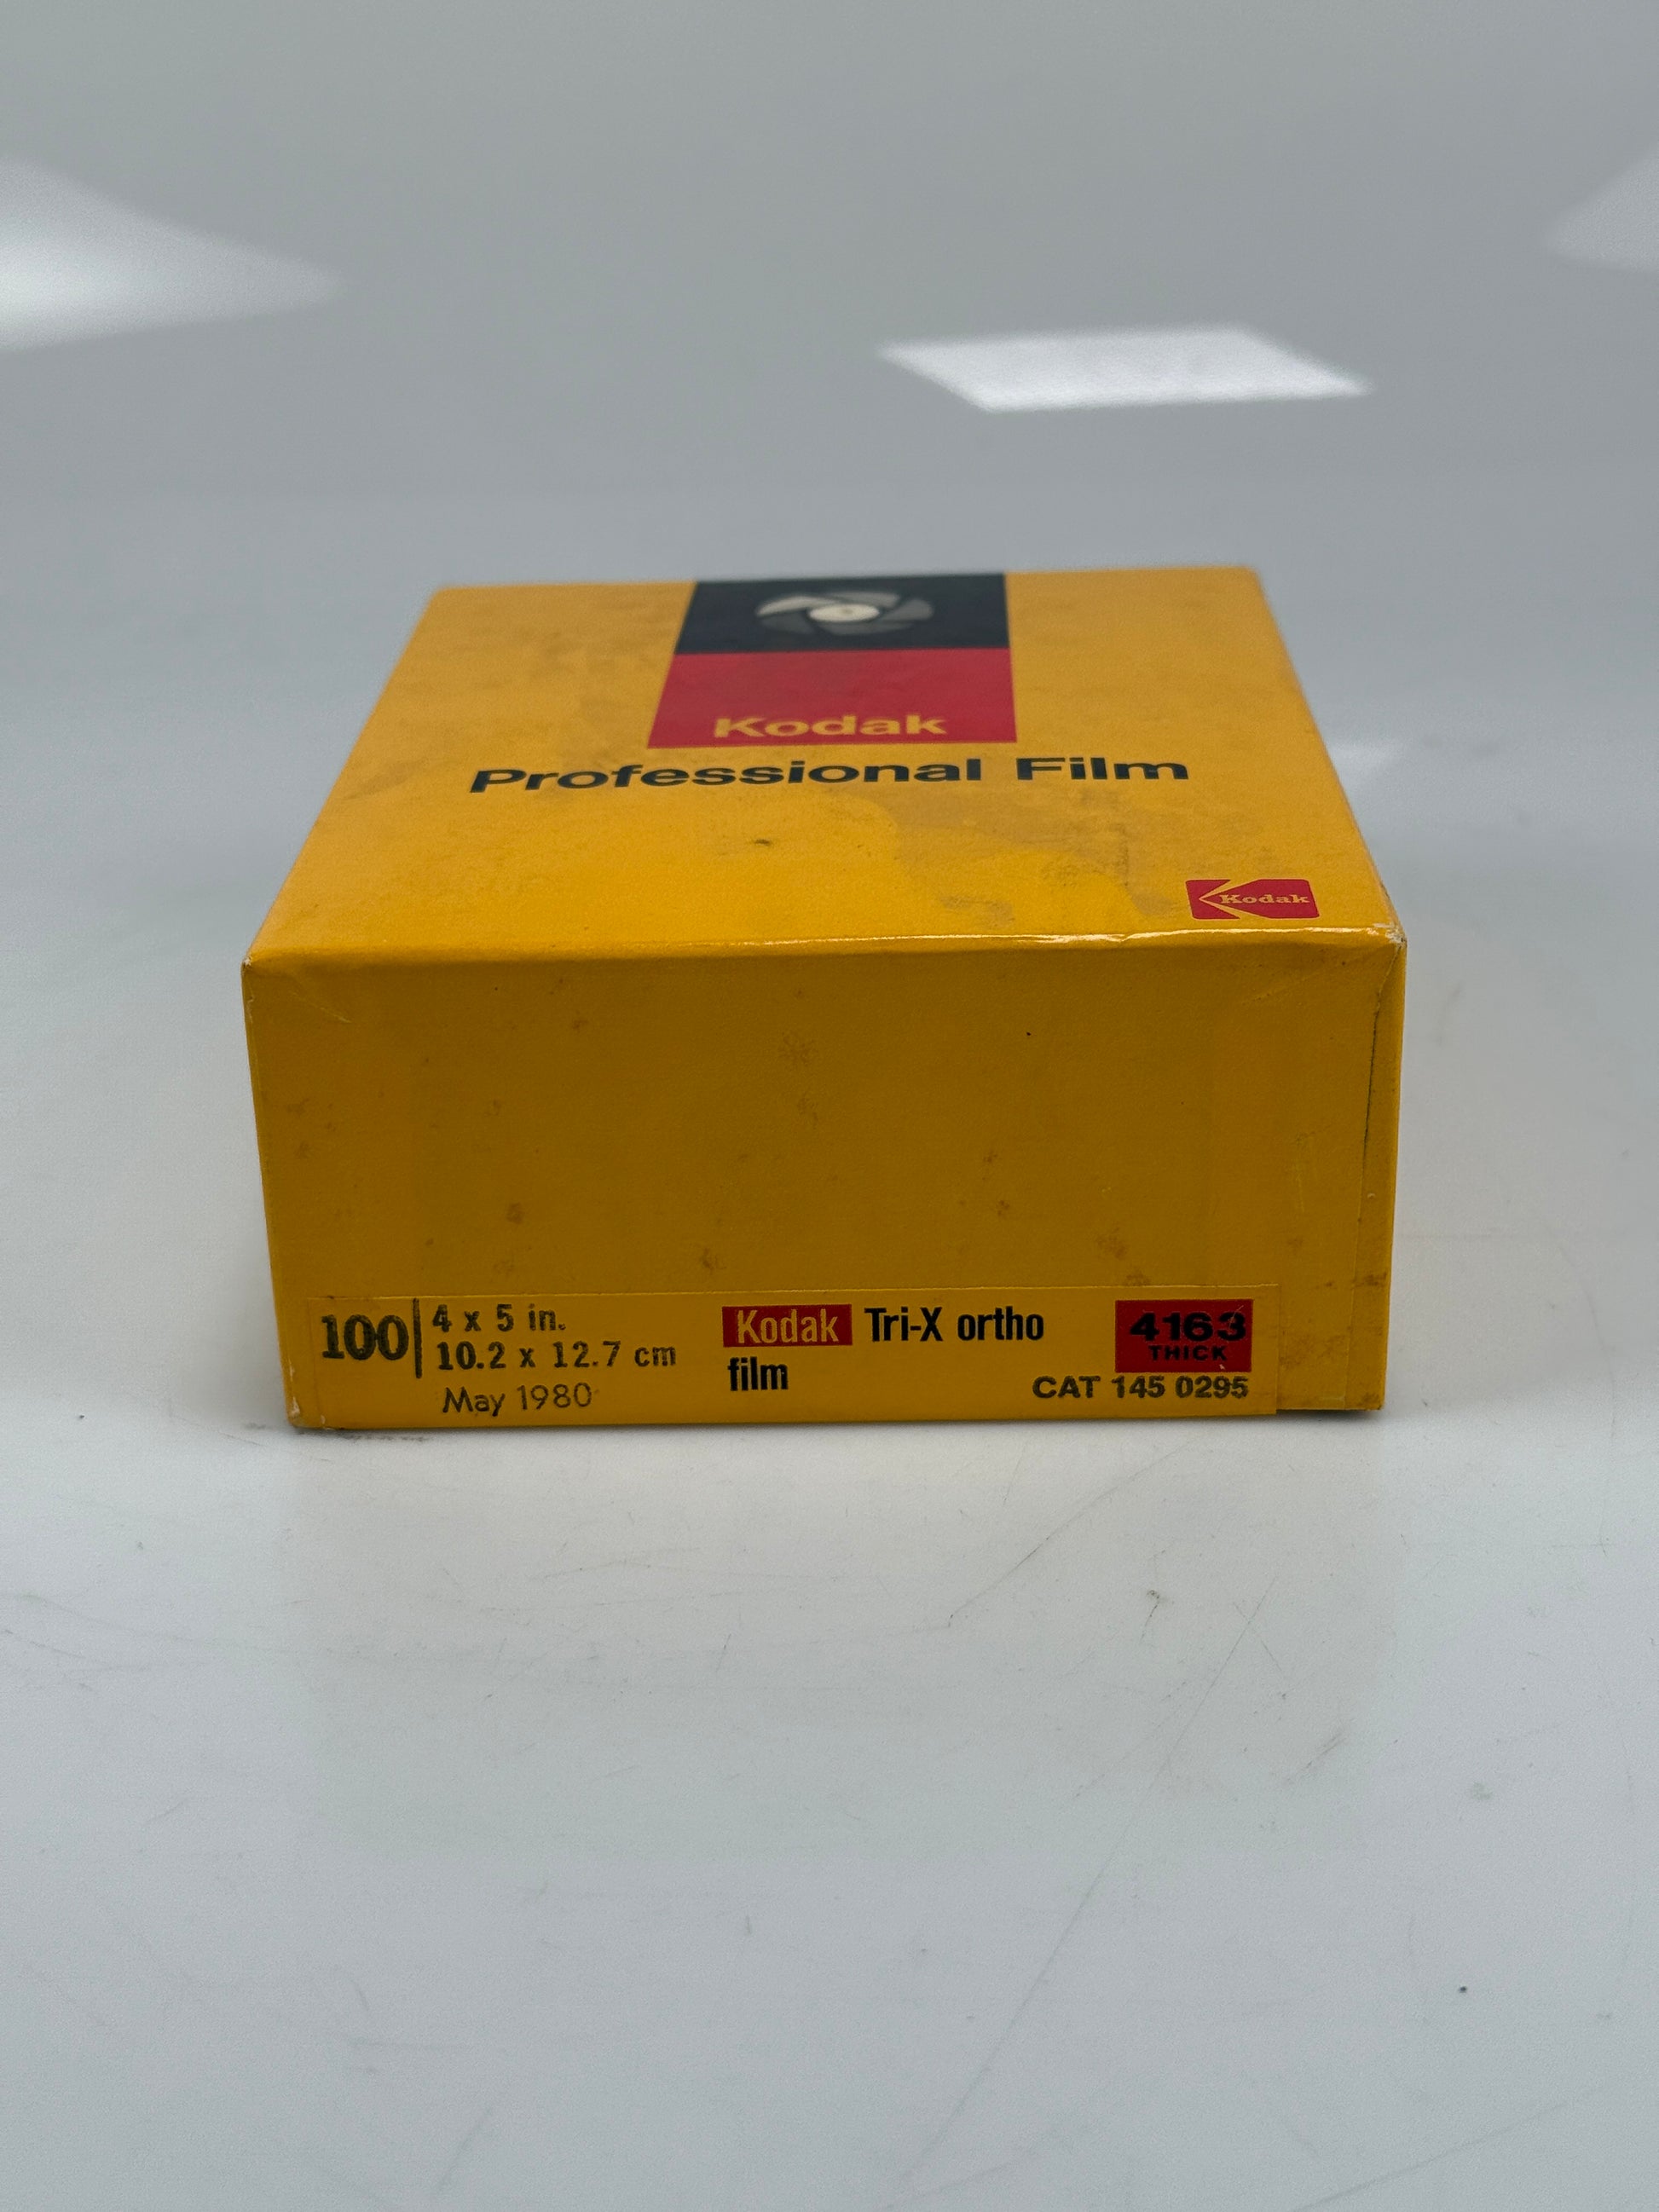 Kodak
Professional Film
Kodak
100 4 x 5 in.
10.2 x 12.7 cm
May 1980
Kodak Tri-X ortho
film
4163
THICK
CAT 145 0295